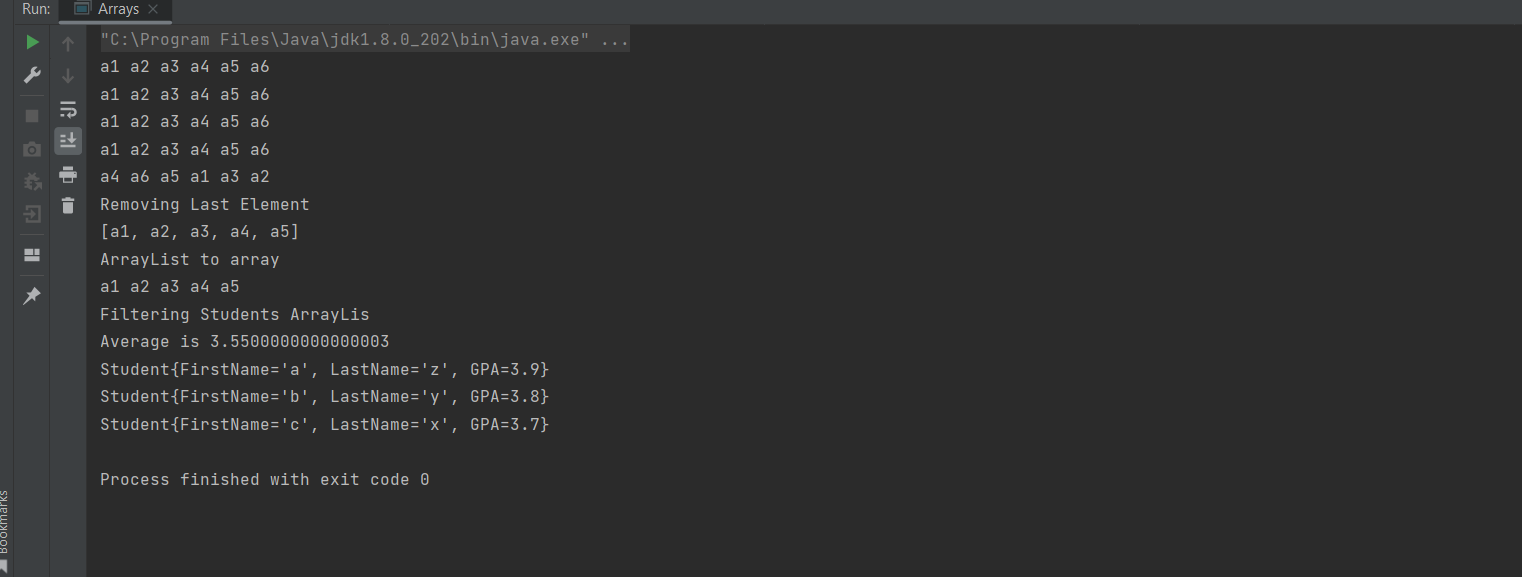 Run: Arrays
"C:\Program Files\Java\jdk1.8.0_202\bin\java.exe" ...
a1 a2 a3 a4 a5 a6
a1 a2 a3 a4 a5 a6
a1 a2 a3 a4 a5 a6
a1 a2 a3 a4 a5 a6
a4 a6 a5 a1 a3 a2
Removing Last Element
[a1, a2, a3, a4, a5]
ArrayList to array
a1 a2 a3 a4 a5
Filtering Students ArrayLis
Average is 3.5500000000000003
Student{FirstName='a', LastName='z', GPA=3.9}
Student{FirstName='b', LastName='y', GPA=3.8}
Student{FirstName='c', LastName='x', GPA=3.7}
Process finished with exit code 0
Bookmarks